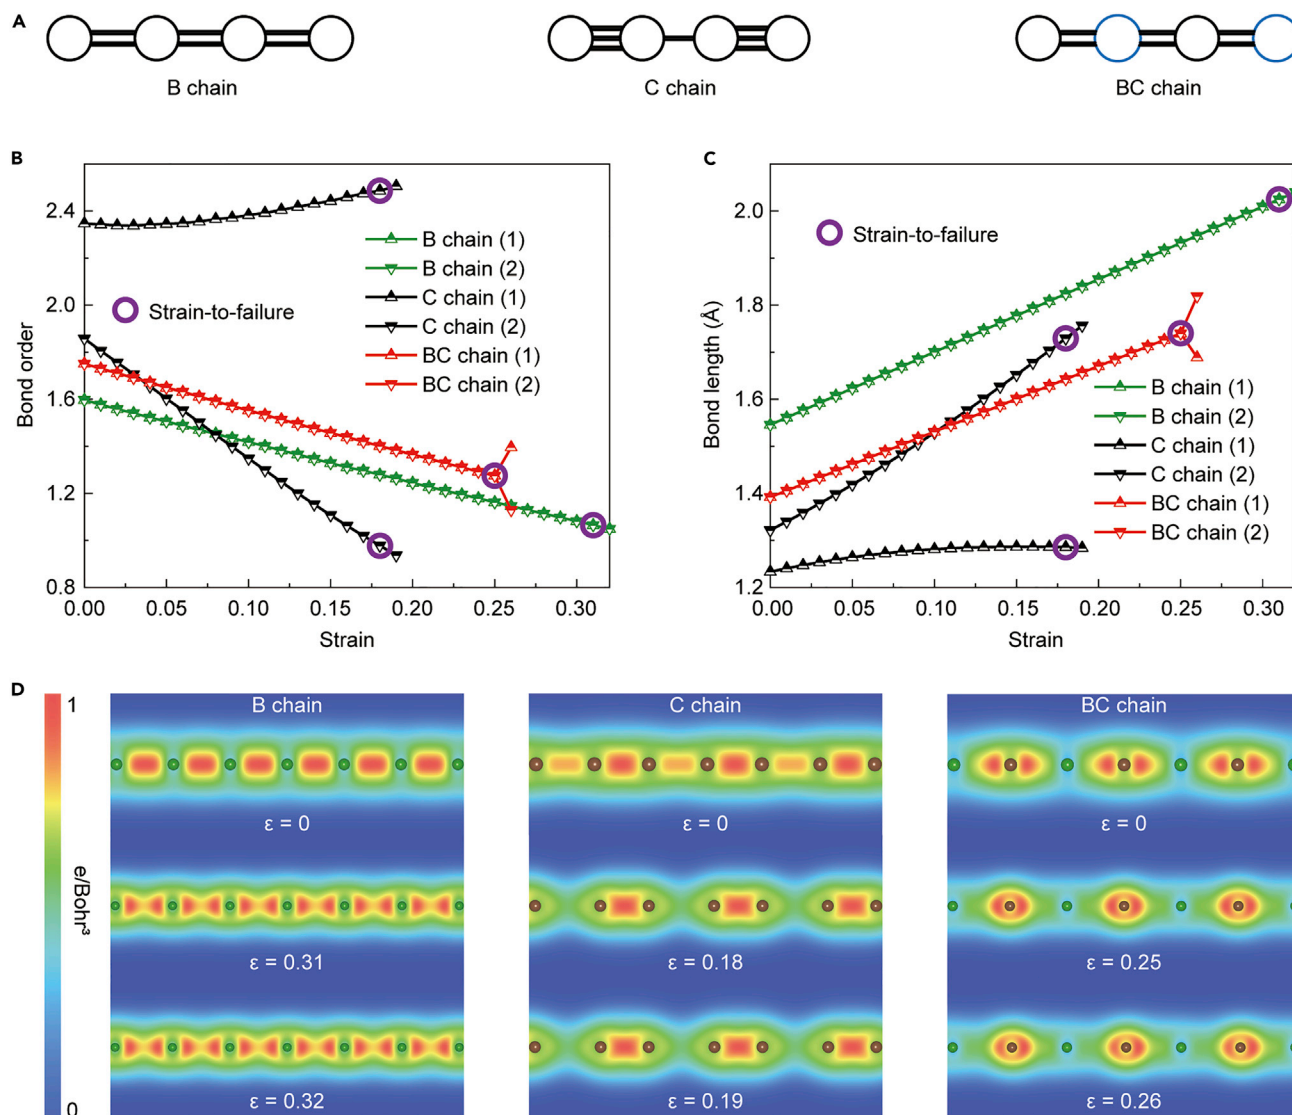 A
B chain
C chain
BC chain
B
2.4
2.0
1.6
1.2
0.8
Bond order
0.00
0.05
0.10
0.15
0.20
0.25
0.30
Strain
B chain (1)
B chain (2)
C chain (1)
C chain (2)
BC chain (1)
BC chain (2)
Strain-to-failure
C
2.0
1.8
1.6
1.4
1.2
Bond length (Å)
0.00
0.05
0.10
0.15
0.20
0.25
0.30
Strain
Strain-to-failure
B chain (1)
B chain (2)
C chain (1)
C chain (2)
BC chain (1)
BC chain (2)
D
1
e/Bohr³
0
B chain
ε = 0
ε = 0.31
ε = 0.32
C chain
ε = 0
ε = 0.18
ε = 0.19
BC chain
ε = 0
ε = 0.25
ε = 0.26